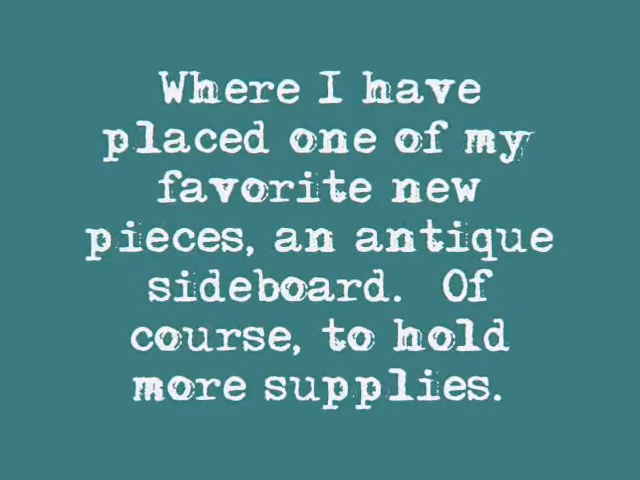 Where I have
placed one of my
favorite new
pieces, an antique
sideboard.  Of
course, to hold
more supplies.